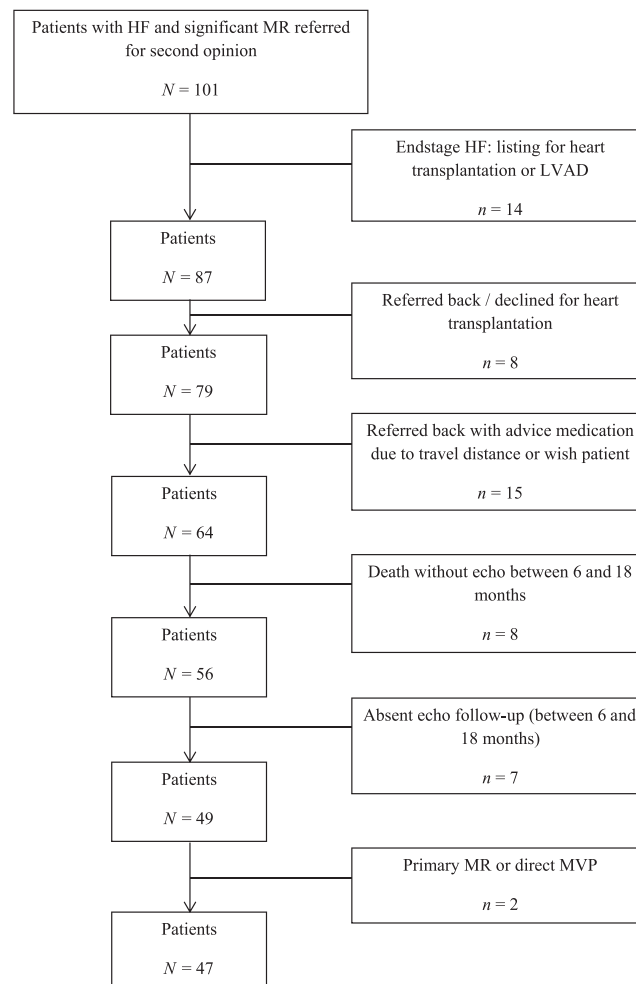 Patients with HF and significant MR referred
for second opinion
N = 101
Endstage HF: listing for heart
transplantation or LVAD
n = 14
Patients
N = 87
Referred back / declined for heart
transplantation
n = 8
Patients
N = 79
Referred back with advice medication
due to travel distance or wish patient
n = 15
Patients
N = 64
Death without echo between 6 and 18
months
n = 8
Patients
N = 56
Absent echo follow-up (between 6 and
18 months)
n = 7
Patients
N = 49
Primary MR or direct MVP
n = 2
Patients
N = 47